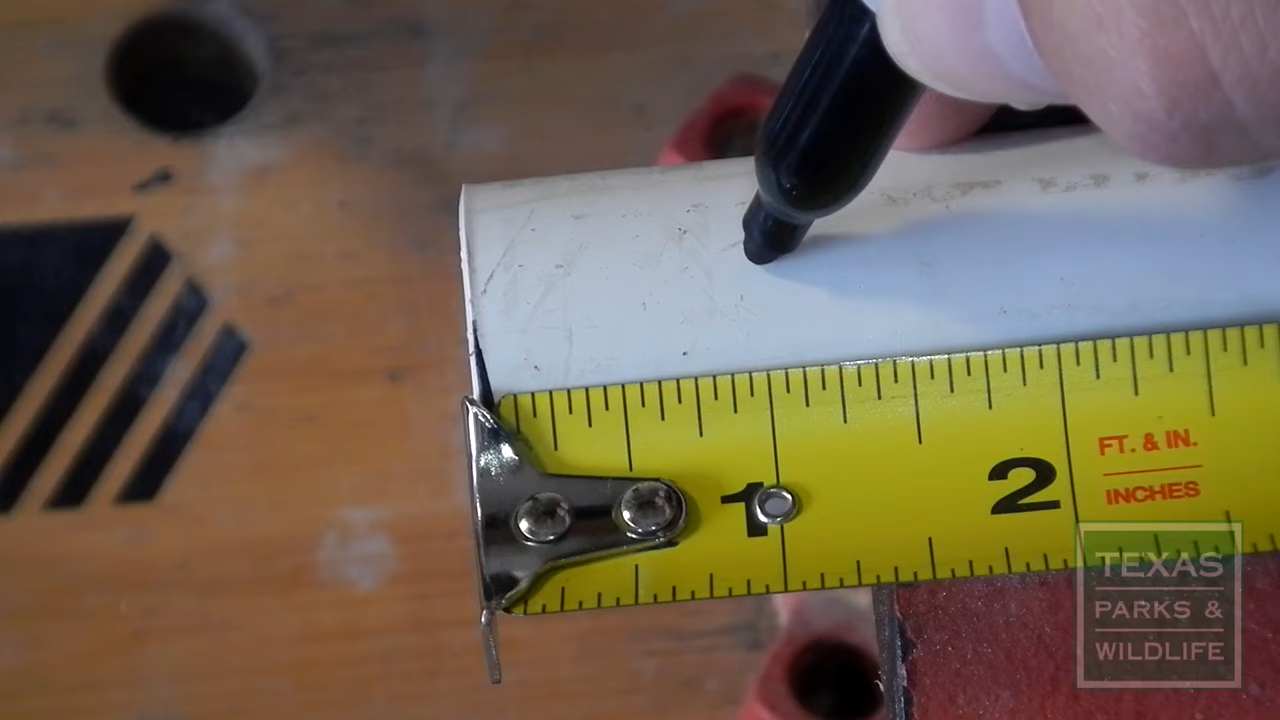 1
2
FT. & IN.
INCHES
TEXAS
PARKS &
WILDLIFE